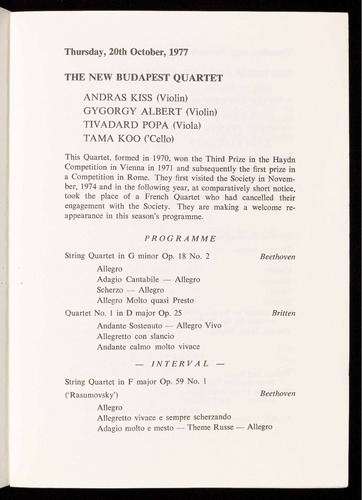 Thursday, 20th October, 1977
THE NEW BUDAPEST QUARTET
ANDRAS KISS (Violin)
GYGORGY ALBERT (Violin)
TIVADARD POPA (Viola)
TAMA KOO ('Cello)
This Quartet, formed in 1970, won the Third Prize in the Haydn
Competition in Vienna in 1971 and subsequently the first prize in
a Competition in Rome. They first visited the Society in Novem-
ber, 1974 and in the following year, at comparatively short notice,
took the place of a French Quartet who had cancelled their
engagement with the Society. They are making a welcome re-
appearance in this season's programme.
PROGRAMME
String Quartet in G minor Op. 18 No. 2 Beethoven
Allegro
Adagio Cantabile — Allegro
Scherzo — Allegro
Allegro Molto quasi Presto
Quartet No. 1 in D major Op. 25 Britten
Andante Sostenuto — Allegro Vivo
Allegretto con slancio
Andante calmo molto vivace
— INTERVAL —
String Quartet in F major Op. 59 No. 1
('Rasumovsky') Beethoven
Allegro
Allegretto vivace e sempre scherzando
Adagio molto e mesto — Theme Russe — Allegro